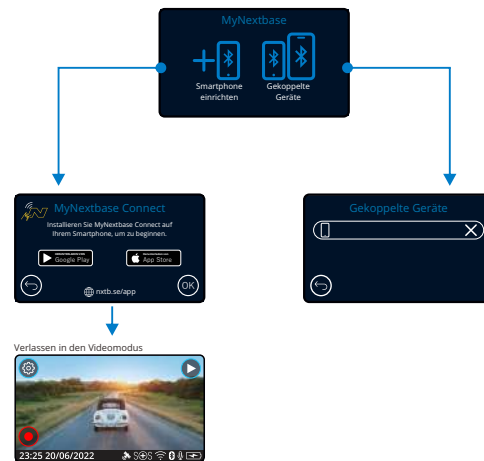 MyNextbase
Smartphone
einrichten
Gekoppelte
Geräte
MyNextbase Connect
Installieren Sie MyNextbase Connect auf
Ihrem Smartphone, um zu beginnen.
Google Play
App Store
nxtb.se/app
OK
Gekoppelte Geräte
Verlassen in den Videomodus
23:25 20/06/2022
SOS